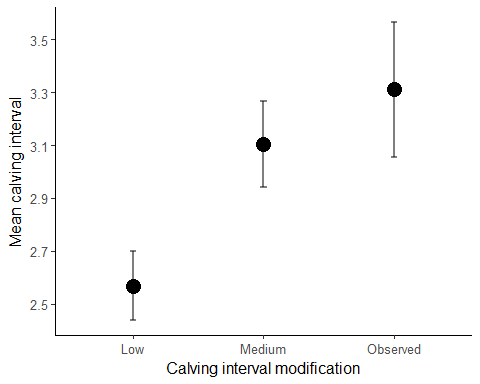 Mean calving interval
3.5
3.3
3.1
2.9
2.7
2.5
Low Medium Observed
Calving interval modification